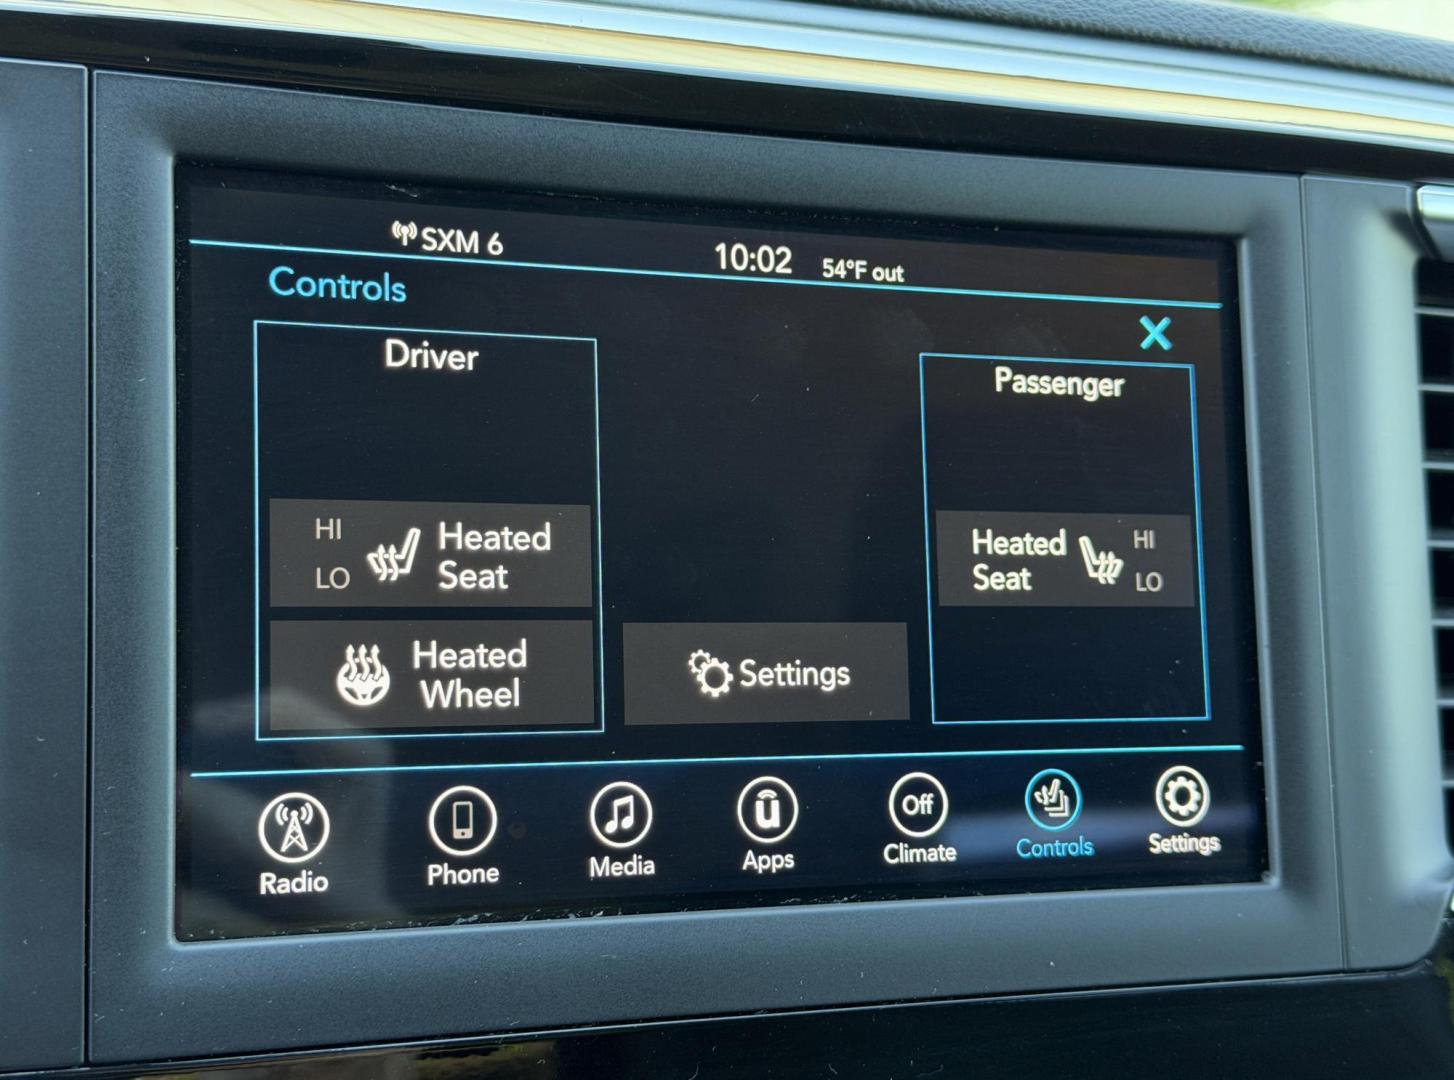 SXM 6
10:02 54°F out
Controls
X
Driver
HI
LO
Heated
Seat
Heated
Wheel
Settings
Passenger
Heated
Seat
HI
LO
Radio
Phone
Media
u
Apps
Off
Climate
Controls
Settings